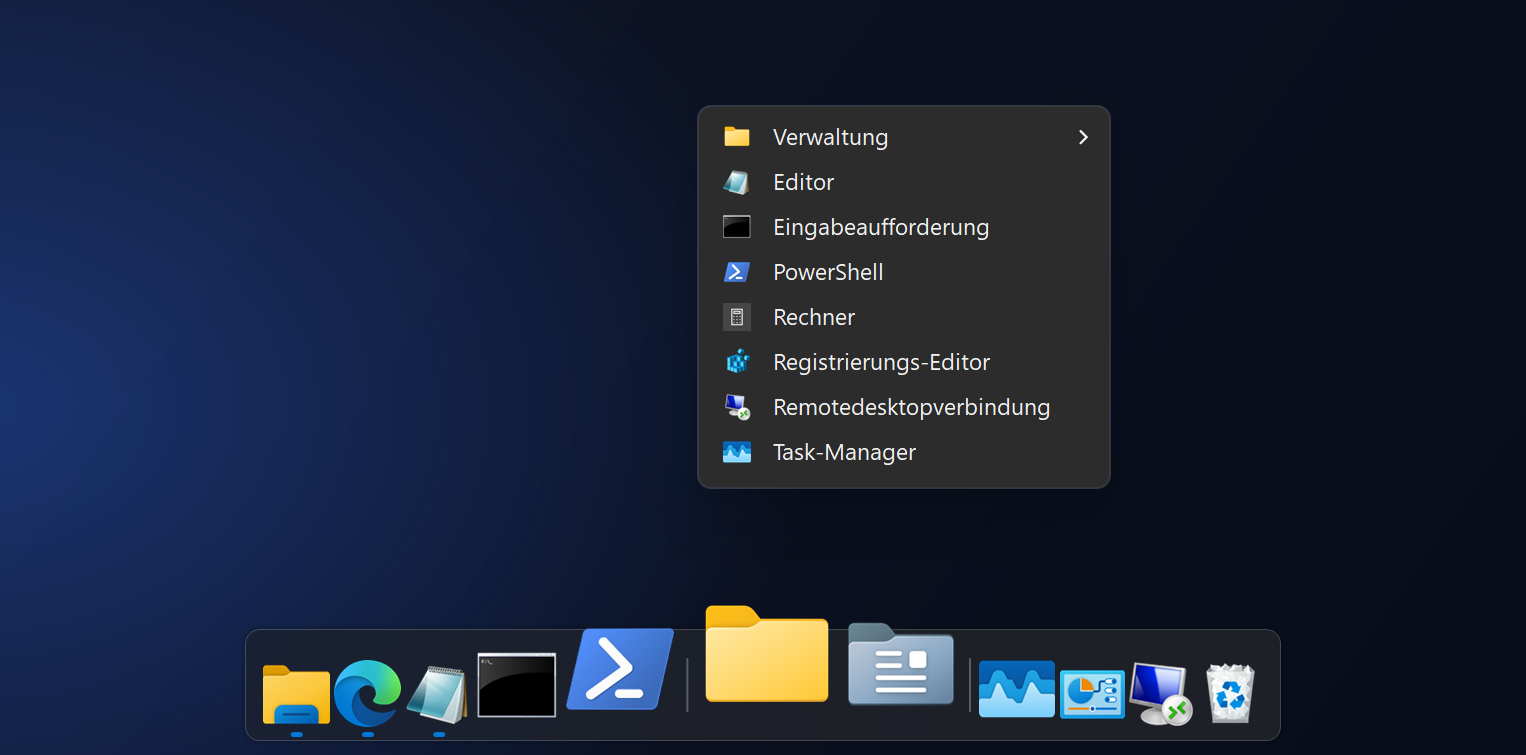 Verwaltung
Editor
Eingabeaufforderung
PowerShell
Rechner
Registrierungs-Editor
Remotedesktopverbindung
Task-Manager